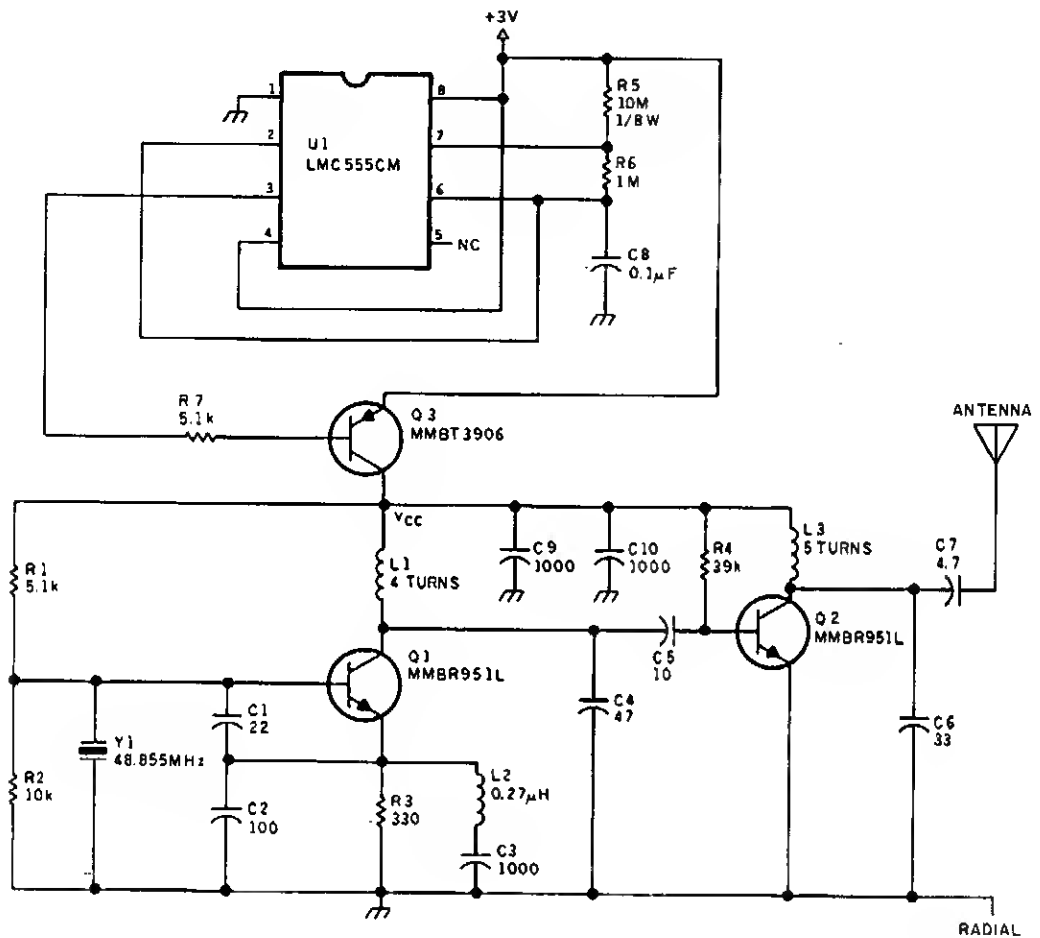 +3V
1
2
3
4
U1
LMC555CM
8
7
6
5
NC
R5
10M
1/8W
R6
1M
C8
0.1µF
R7
5.1k
Q3
MMBT3906
ANTENNA
VCC
L1
4 TURNS
C9
1000
C10
1000
R4
39k
L3
5 TURNS
C7
4.7
R1
5.1k
Q1
MMBR951L
C5
10
Q2
MMBR951L
Y1
48.855MHz
C1
22
C4
47
C6
33
R2
10k
C2
100
R3
330
L2
0.27µH
C3
1000
RADIAL